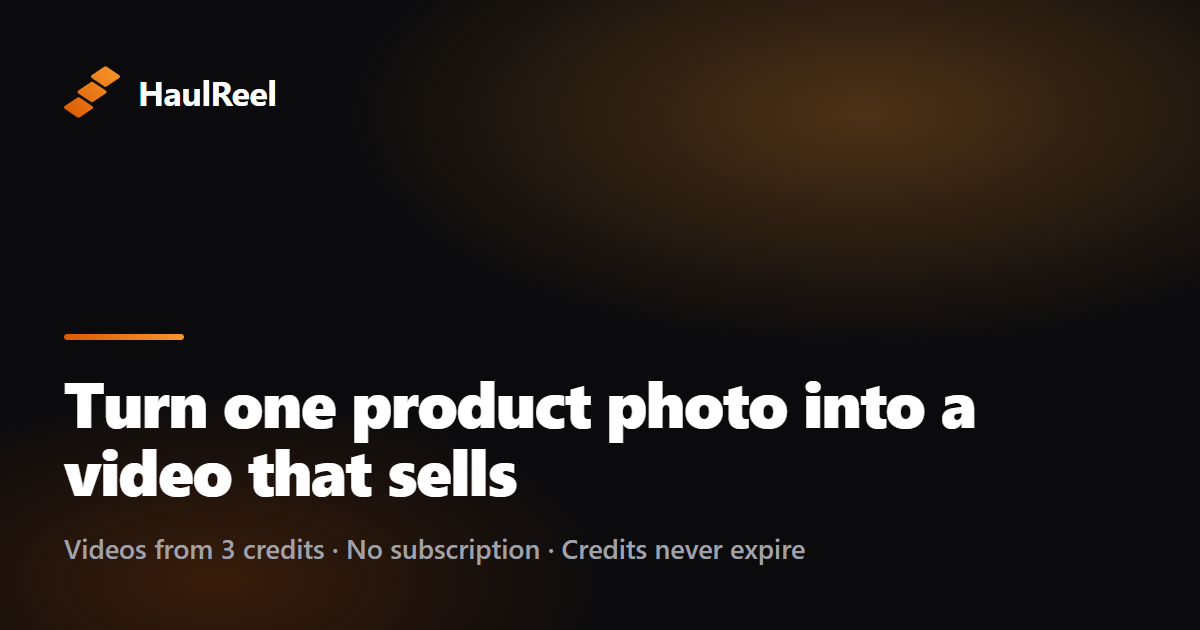 HaulReel
Turn one product photo into a
video that sells
Videos from 3 credits · No subscription · Credits never expire